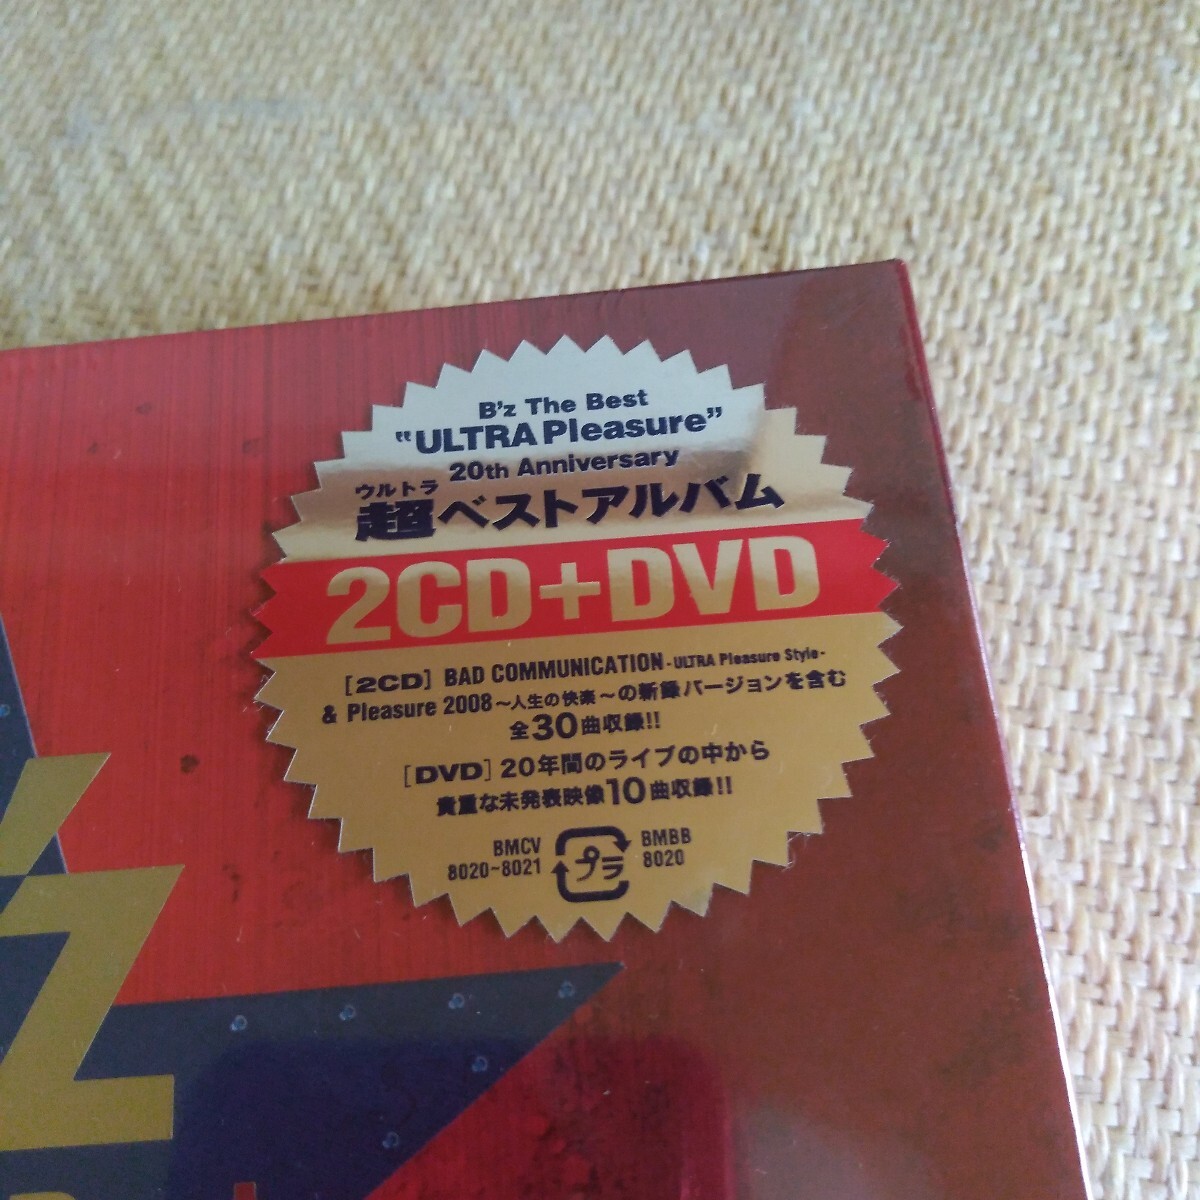 B'z The Best
"ULTRA Pleasure"
20th Anniversary
ウルトラ
超ベストアルバム
2CD+DVD
[2CD] BAD COMMUNICATION -ULTRA Pleasure Style-
& Pleasure 2008 ～人生の快楽～の新録バージョンを含む
全30曲収録!!
[DVD] 20年間のライブの中から
貴重な未発表映像10曲収録!!
BMCV
8020~8021
プラ
BMBB
8020
'z